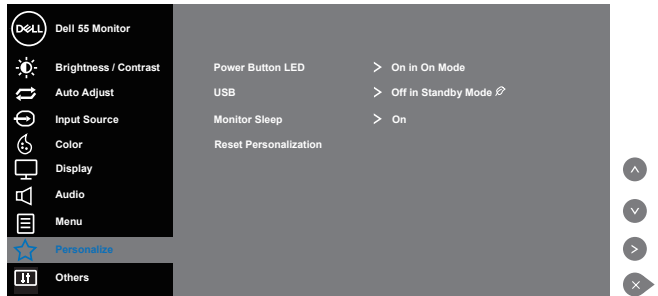 DELL Dell 55 Monitor
Brightness / Contrast Power Button LED > On in On Mode
Auto Adjust USB > Off in Standby Mode
Input Source Monitor Sleep > On
Color Reset Personalization
Display
Audio
Menu
Personalize
Others